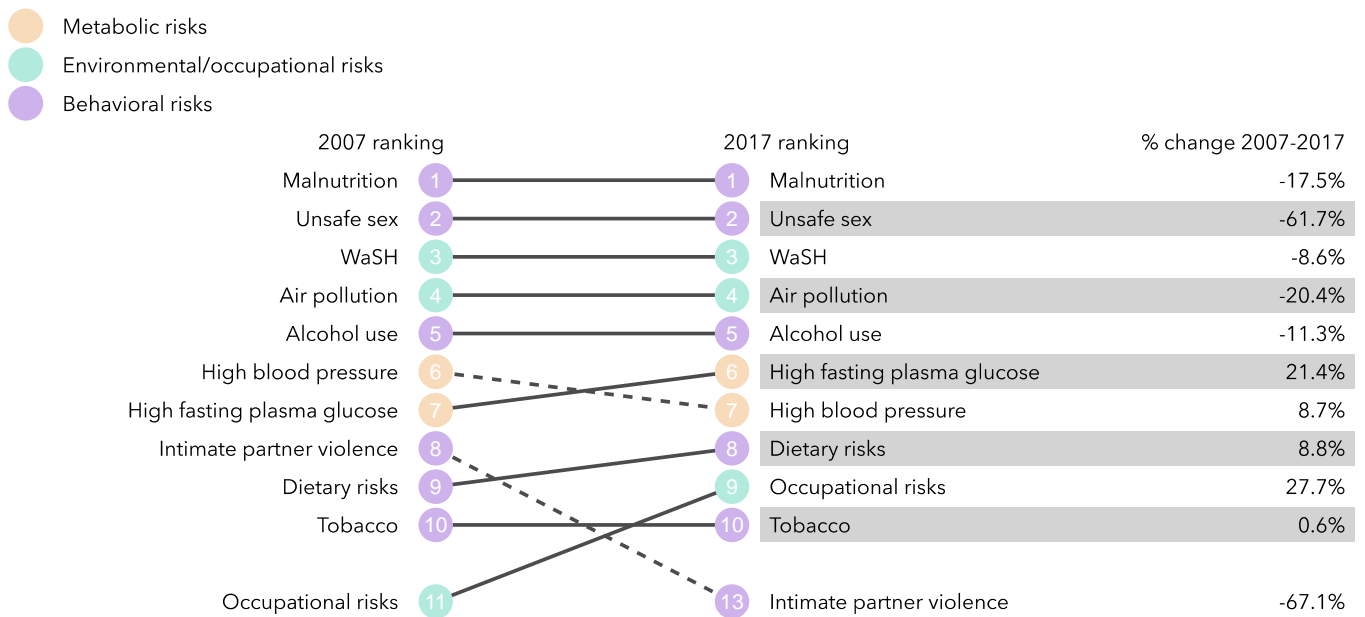 Metabolic risks
Environmental/occupational risks
Behavioral risks
2007 ranking 2017 ranking % change 2007-2017
Malnutrition 1 1 Malnutrition -17.5%
Unsafe sex 2 2 Unsafe sex -61.7%
WaSH 3 3 WaSH -8.6%
Air pollution 4 4 Air pollution -20.4%
Alcohol use 5 5 Alcohol use -11.3%
High blood pressure 6 6 High fasting plasma glucose 21.4%
High fasting plasma glucose 7 7 High blood pressure 8.7%
Intimate partner violence 8 8 Dietary risks 8.8%
Dietary risks 9 9 Occupational risks 27.7%
Tobacco 10 10 Tobacco 0.6%
Occupational risks 11 13 Intimate partner violence -67.1%